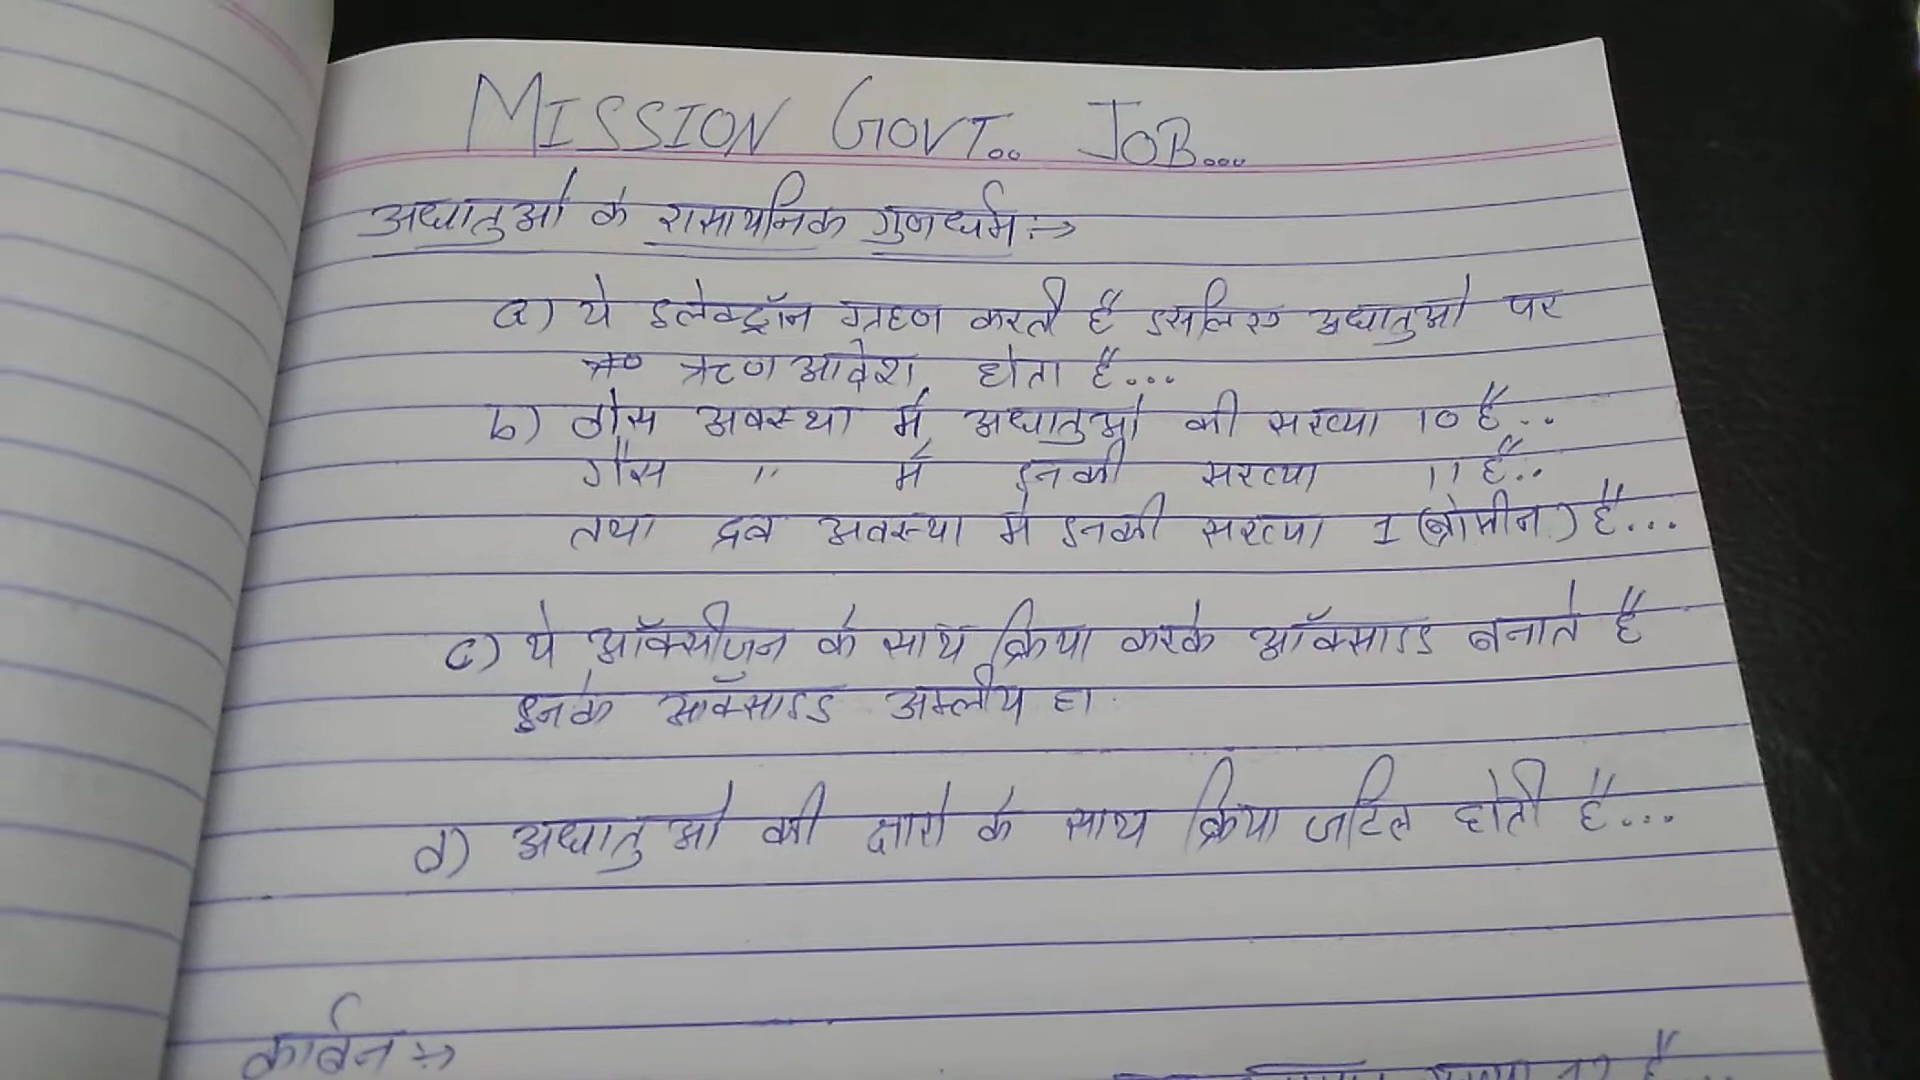 MISSION GOVT.. JOB...
अधातुओं के रासायनिक गुणधर्म :->
a) ये इलेक्ट्रॉन ग्रहण करती हैं इसलिए अधातुओं पर
ऋण आवेश होता है...
b) ठोस अवस्था में अधातुओं की संख्या 10 है..
गैस " में इनकी संख्या 11 है..
तथा द्रव अवस्था में इनकी संख्या 1 (ब्रोमीन) है...
c) ये ऑक्सीजन के साथ क्रिया करके ऑक्साइड बनाते हैं
इनके ऑक्साइड अम्लीय हा.
d) अधातुओं की क्षारों के साथ क्रिया जटिल होती है...
कार्बन :->
है..